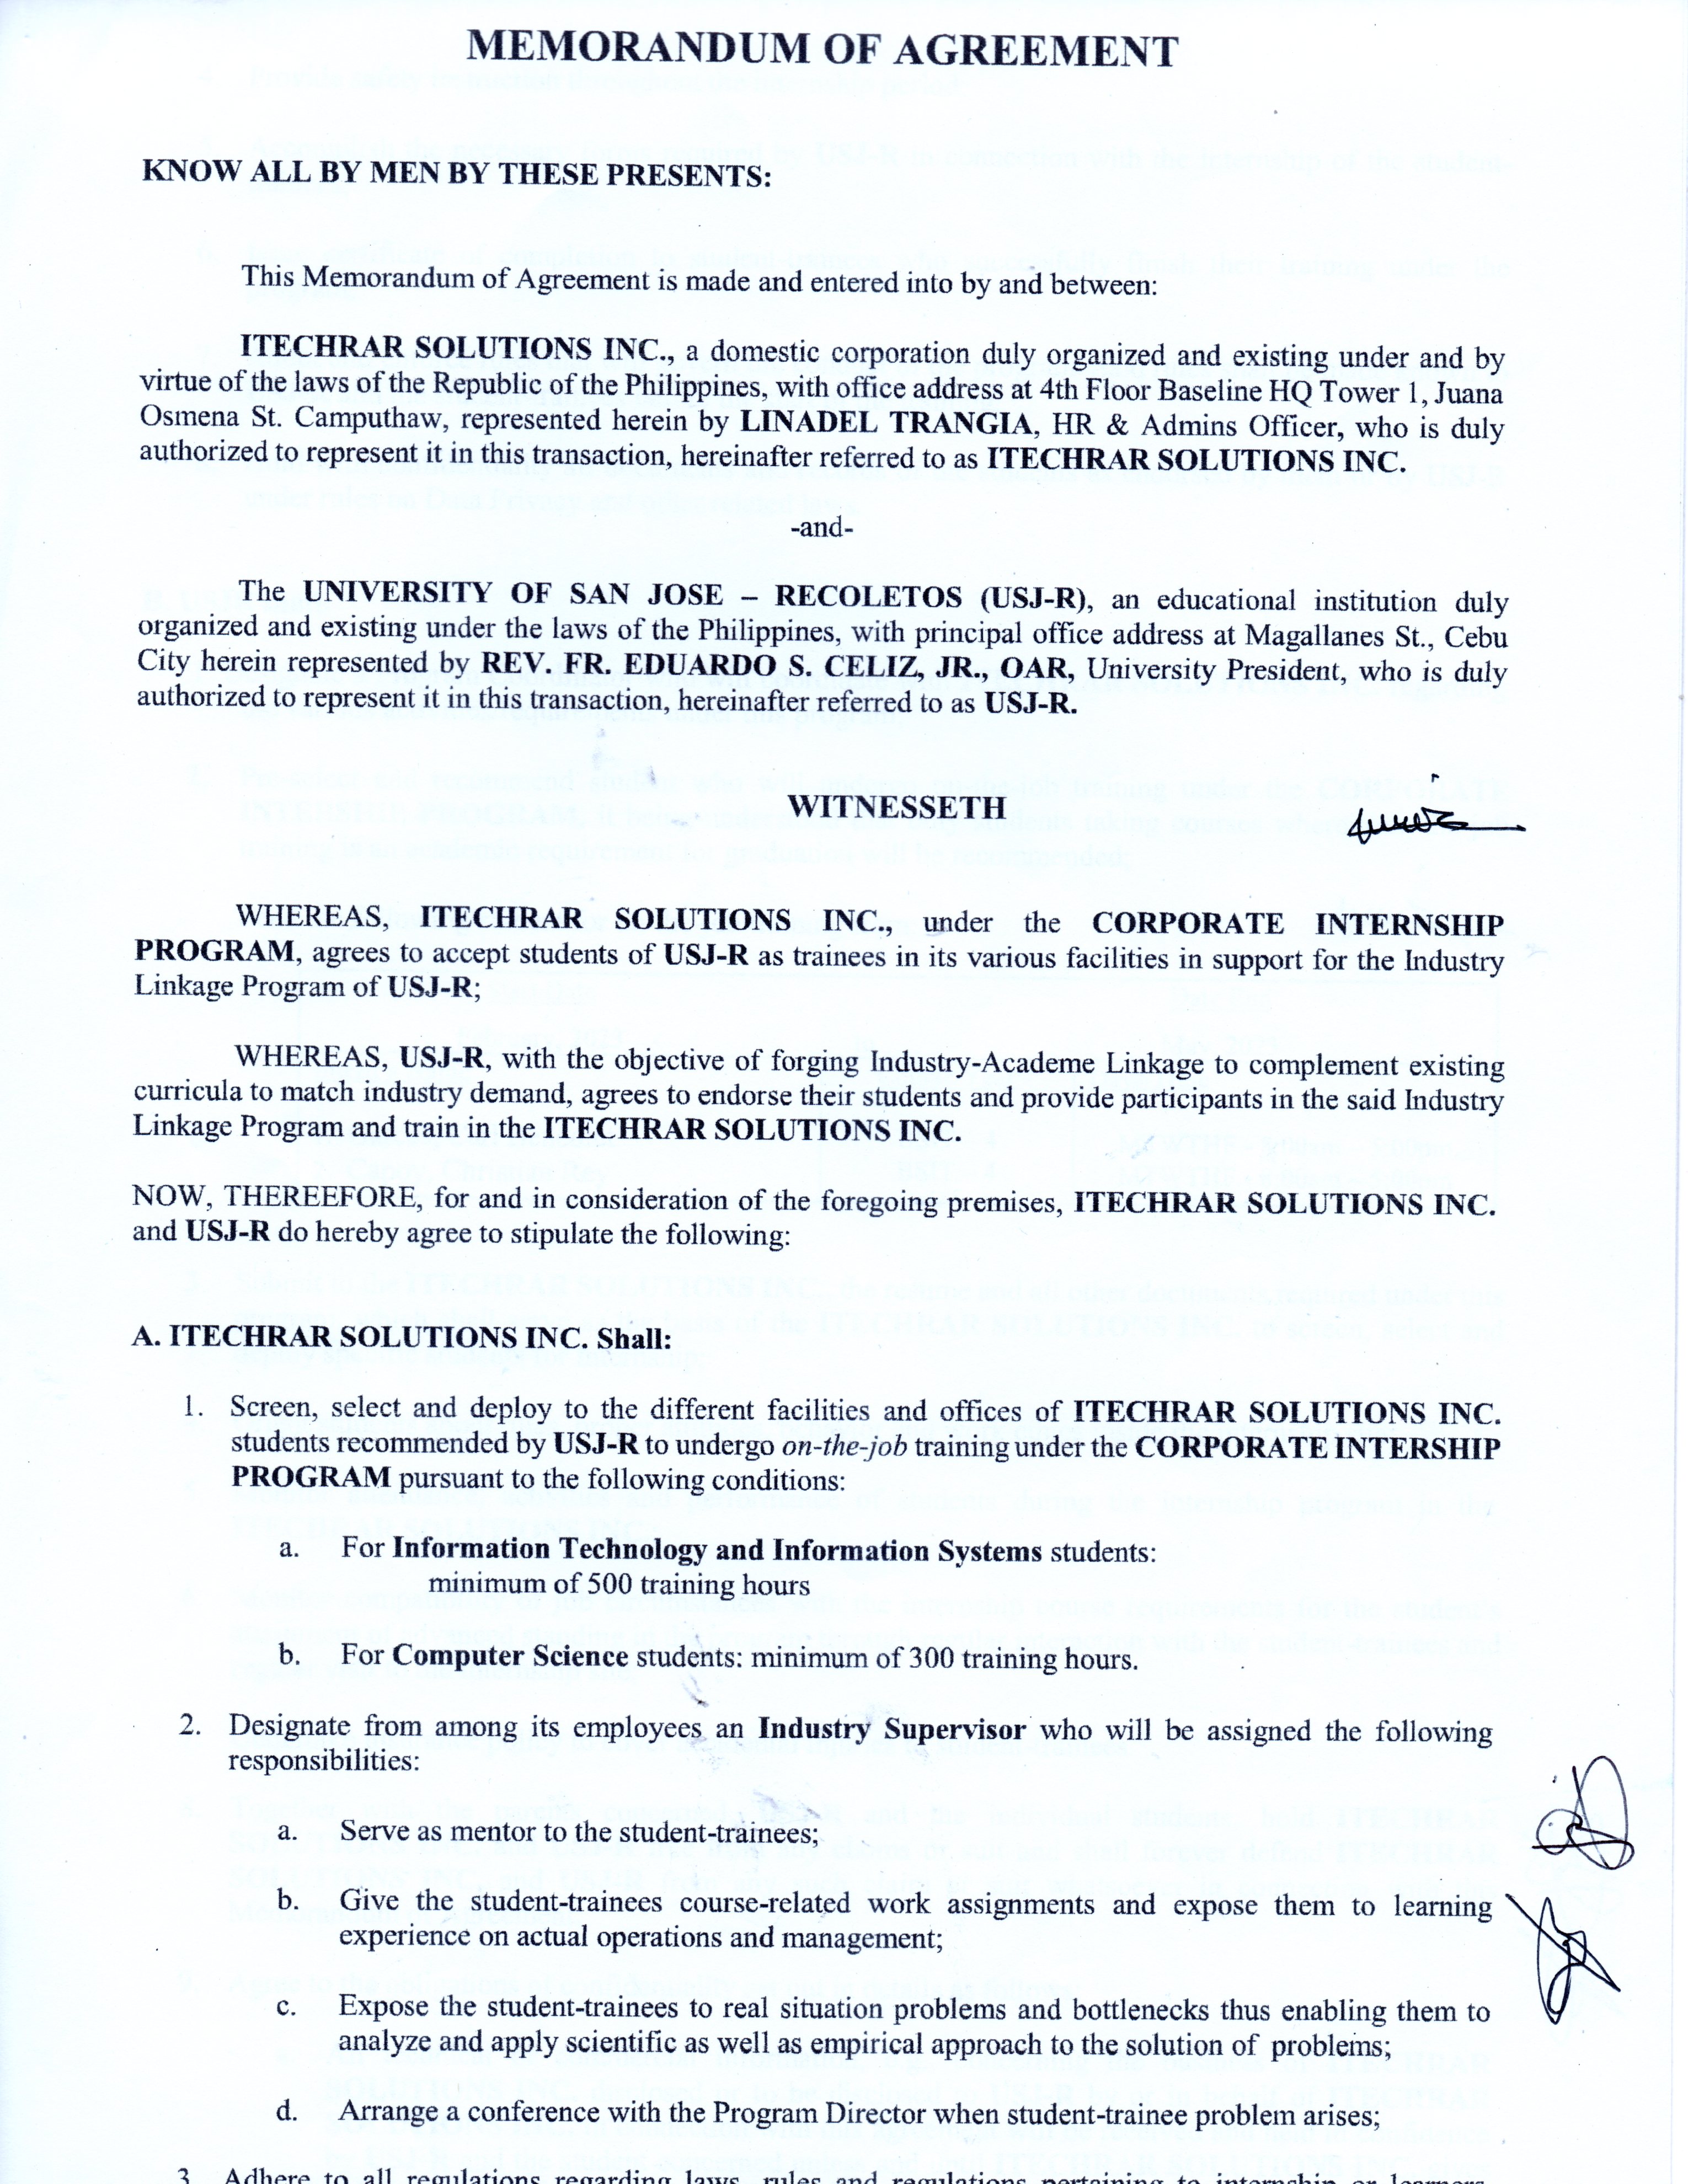 MEMORANDUM OF AGREEMENT
KNOW ALL BY MEN BY THESE PRESENTS:
This Memorandum of Agreement is made and entered into by and between:
ITECHRAR SOLUTIONS INC., a domestic corporation duly organized and existing under and by
virtue of the laws of the Republic of the Philippines, with office address at 4th Floor Baseline HQ Tower 1, Juana
Osmena St. Camputhaw, represented herein by LINADEL TRANGIA, HR & Admins Officer, who is duly
authorized to represent it in this transaction, hereinafter referred to as ITECHRAR SOLUTIONS INC.
-and-
The UNIVERSITY OF SAN JOSE – RECOLETOS (USJ-R), an educational institution duly
organized and existing under the laws of the Philippines, with principal office address at Magallanes St., Cebu
City herein represented by REV. FR. EDUARDO S. CELIZ, JR., OAR, University President, who is duly
authorized to represent it in this transaction, hereinafter referred to as USJ-R.
WITNESSETH
WHEREAS, ITECHRAR SOLUTIONS INC., under the CORPORATE INTERNSHIP
PROGRAM, agrees to accept students of USJ-R as trainees in its various facilities in support for the Industry
Linkage Program of USJ-R;
WHEREAS, USJ-R, with the objective of forging Industry-Academe Linkage to complement existing
curricula to match industry demand, agrees to endorse their students and provide participants in the said Industry
Linkage Program and train in the ITECHRAR SOLUTIONS INC.
NOW, THEREEFORE, for and in consideration of the foregoing premises, ITECHRAR SOLUTIONS INC.
and USJ-R do hereby agree to stipulate the following:
A. ITECHRAR SOLUTIONS INC. Shall:
1. Screen, select and deploy to the different facilities and offices of ITECHRAR SOLUTIONS INC.
students recommended by USJ-R to undergo on-the-job training under the CORPORATE INTERSHIP
PROGRAM pursuant to the following conditions:
a. For Information Technology and Information Systems students:
minimum of 500 training hours
b. For Computer Science students: minimum of 300 training hours.
2. Designate from among its employees an Industry Supervisor who will be assigned the following
responsibilities:
a. Serve as mentor to the student-trainees;
b. Give the student-trainees course-related work assignments and expose them to learning
experience on actual operations and management;
c. Expose the student-trainees to real situation problems and bottlenecks thus enabling them to
analyze and apply scientific as well as empirical approach to the solution of problems;
d. Arrange a conference with the Program Director when student-trainee problem arises;
3. Adhere to all regulations regarding laws, rules and regulations pertaining to internship or learners